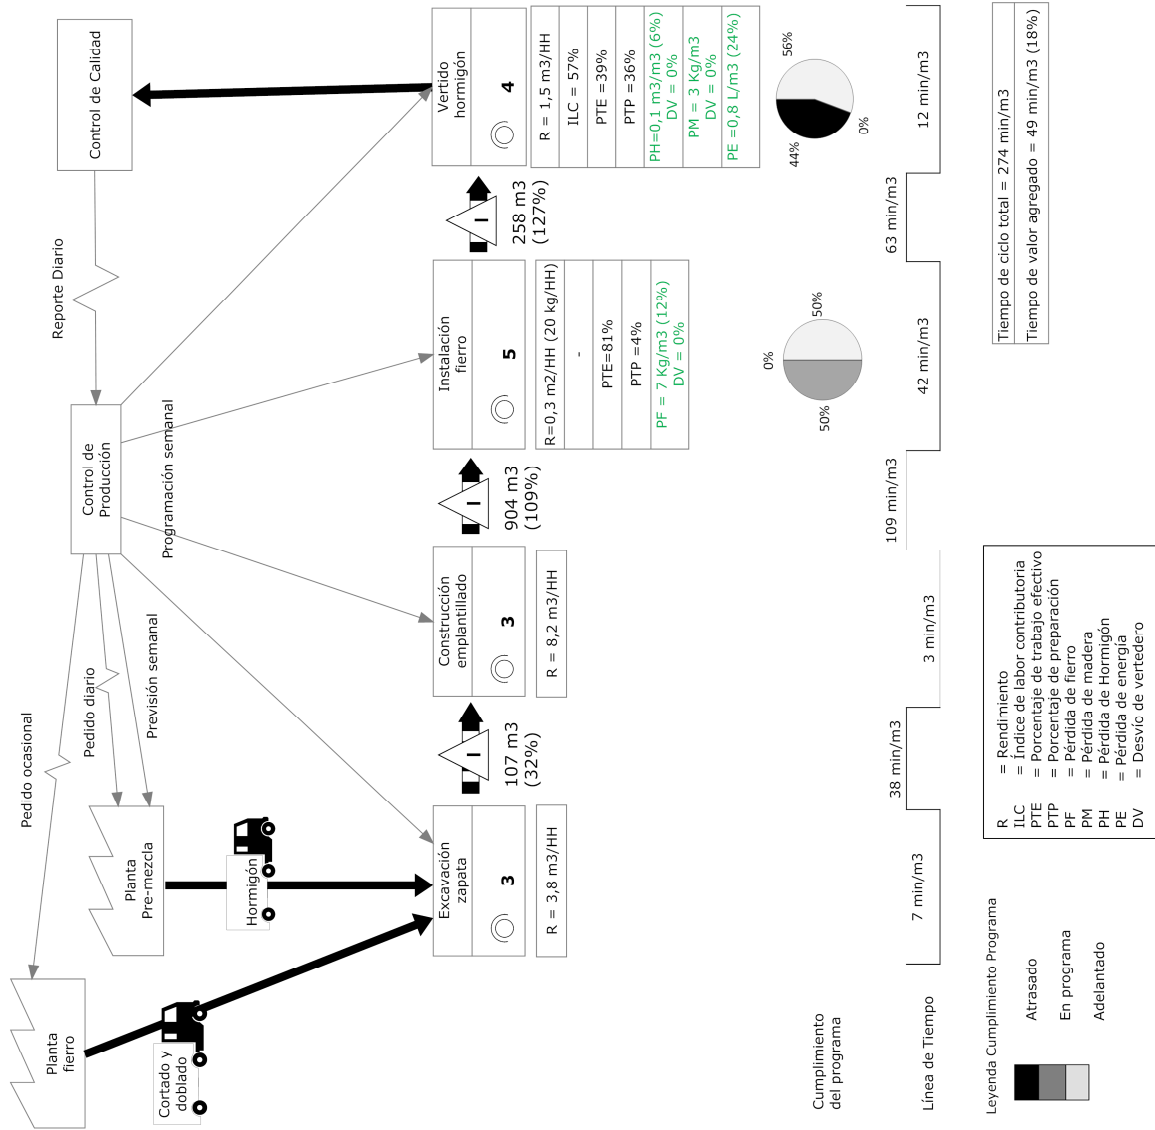 Planta
fierro
Cortado y
doblado
Pedido ocasional
Planta
Pre-mezcla
Hormigón
Pedido diario
Previsión semanal
Control de
Producción
Programación semanal
Reporte Diario
Control de Calidad
Excavación
zapata
3
R = 3,8 m3/HH
I
107 m3
(32%)
Construcción
emplantillado
3
R = 8,2 m3/HH
I
904 m3
(109%)
Instalación
fierro
5
R=0,3 m2/HH (20 kg/HH)
-
PTE=81%
PTP =4%
PF = 7 Kg/m3 (12%)
DV = 0%
I
258 m3
(127%)
Vertido
hormigón
4
R = 1,5 m3/HH
ILC = 57%
PTE =39%
PTP =36%
PH=0,1 m3/m3 (6%)
DV = 0%
PM = 3 Kg/m3
DV = 0%
PE =0,8 L/m3 (24%)
Cumplimiento
del programa
0%
50%
50%
56%
44%
0%
Línea de Tiempo
7 min/m3
38 min/m3
3 min/m3
109 min/m3
42 min/m3
63 min/m3
12 min/m3
Leyenda Cumplimiento Programa
Atrasado
En programa
Adelantado
R = Rendimiento
ILC = Índice de labor contributoria
PTE = Porcentaje de trabajo efectivo
PTP = Porcentaje de preparación
PF = Pérdida de fierro
PM = Pérdida de madera
PH = Pérdida de Hormigón
PE = Pérdida de energía
DV = Desvío de vertedero
Tiempo de ciclo total = 274 min/m3
Tiempo de valor agregado = 49 min/m3 (18%)